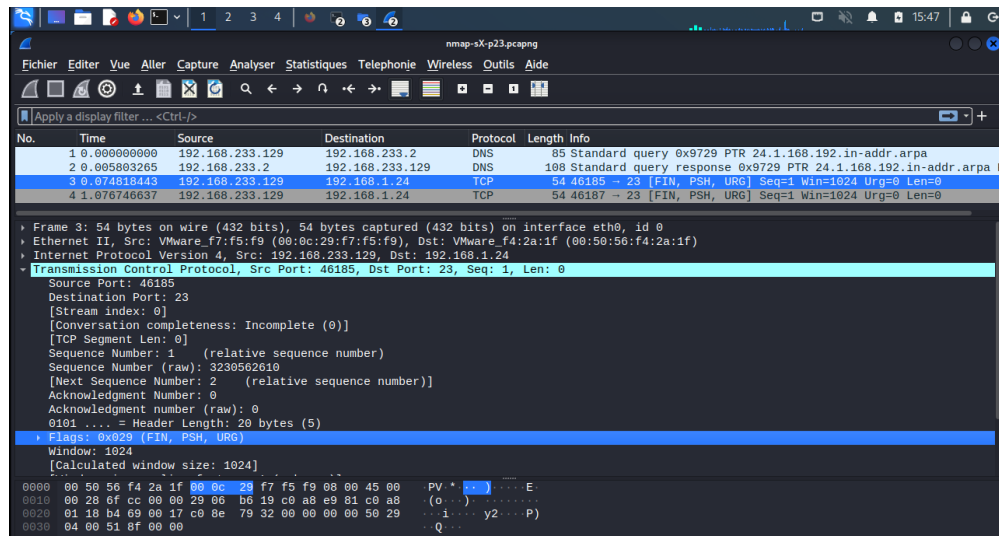 1 2 3 4
15:47
nmap-sX-p23.pcapng
Fichier Editer Vue Aller Capture Analyser Statistiques Telephonie Wireless Outils Aide
Apply a display filter ... <Ctrl-/>
No. Time Source Destination Protocol Length Info
1 0.000000000 192.168.233.129 192.168.233.2 DNS 85 Standard query 0x9729 PTR 24.1.168.192.in-addr.arpa
2 0.005803265 192.168.233.2 192.168.233.129 DNS 108 Standard query response 0x9729 PTR 24.1.168.192.in-addr.arpa
3 0.074818443 192.168.233.129 192.168.1.24 TCP 54 46185 → 23 [FIN, PSH, URG] Seq=1 Win=1024 Urg=0 Len=0
4 1.076746637 192.168.233.129 192.168.1.24 TCP 54 46187 → 23 [FIN, PSH, URG] Seq=1 Win=1024 Urg=0 Len=0
Frame 3: 54 bytes on wire (432 bits), 54 bytes captured (432 bits) on interface eth0, id 0
Ethernet II, Src: VMware_f7:f5:f9 (00:0c:29:f7:f5:f9), Dst: VMware_f4:2a:1f (00:50:56:f4:2a:1f)
Internet Protocol Version 4, Src: 192.168.233.129, Dst: 192.168.1.24
Transmission Control Protocol, Src Port: 46185, Dst Port: 23, Seq: 1, Len: 0
Source Port: 46185
Destination Port: 23
[Stream index: 0]
[Conversation completeness: Incomplete (0)]
[TCP Segment Len: 0]
Sequence Number: 1 (relative sequence number)
Sequence Number (raw): 3230562610
[Next Sequence Number: 2 (relative sequence number)]
Acknowledgment Number: 0
Acknowledgment number (raw): 0
0101 .... = Header Length: 20 bytes (5)
Flags: 0x029 (FIN, PSH, URG)
Window: 1024
[Calculated window size: 1024]
0000 00 50 56 f4 2a 1f 00 0c 29 f7 f5 f9 08 00 45 00 ·PV·*··· )·····E·
0010 00 28 6f cc 00 00 29 06 b6 19 c0 a8 e9 81 c0 a8 ·(o···)· ········
0020 01 18 b4 69 00 17 c0 8e 79 32 00 00 00 00 50 29 ···i···· y2····P)
0030 04 00 51 8f 00 00 ··Q···